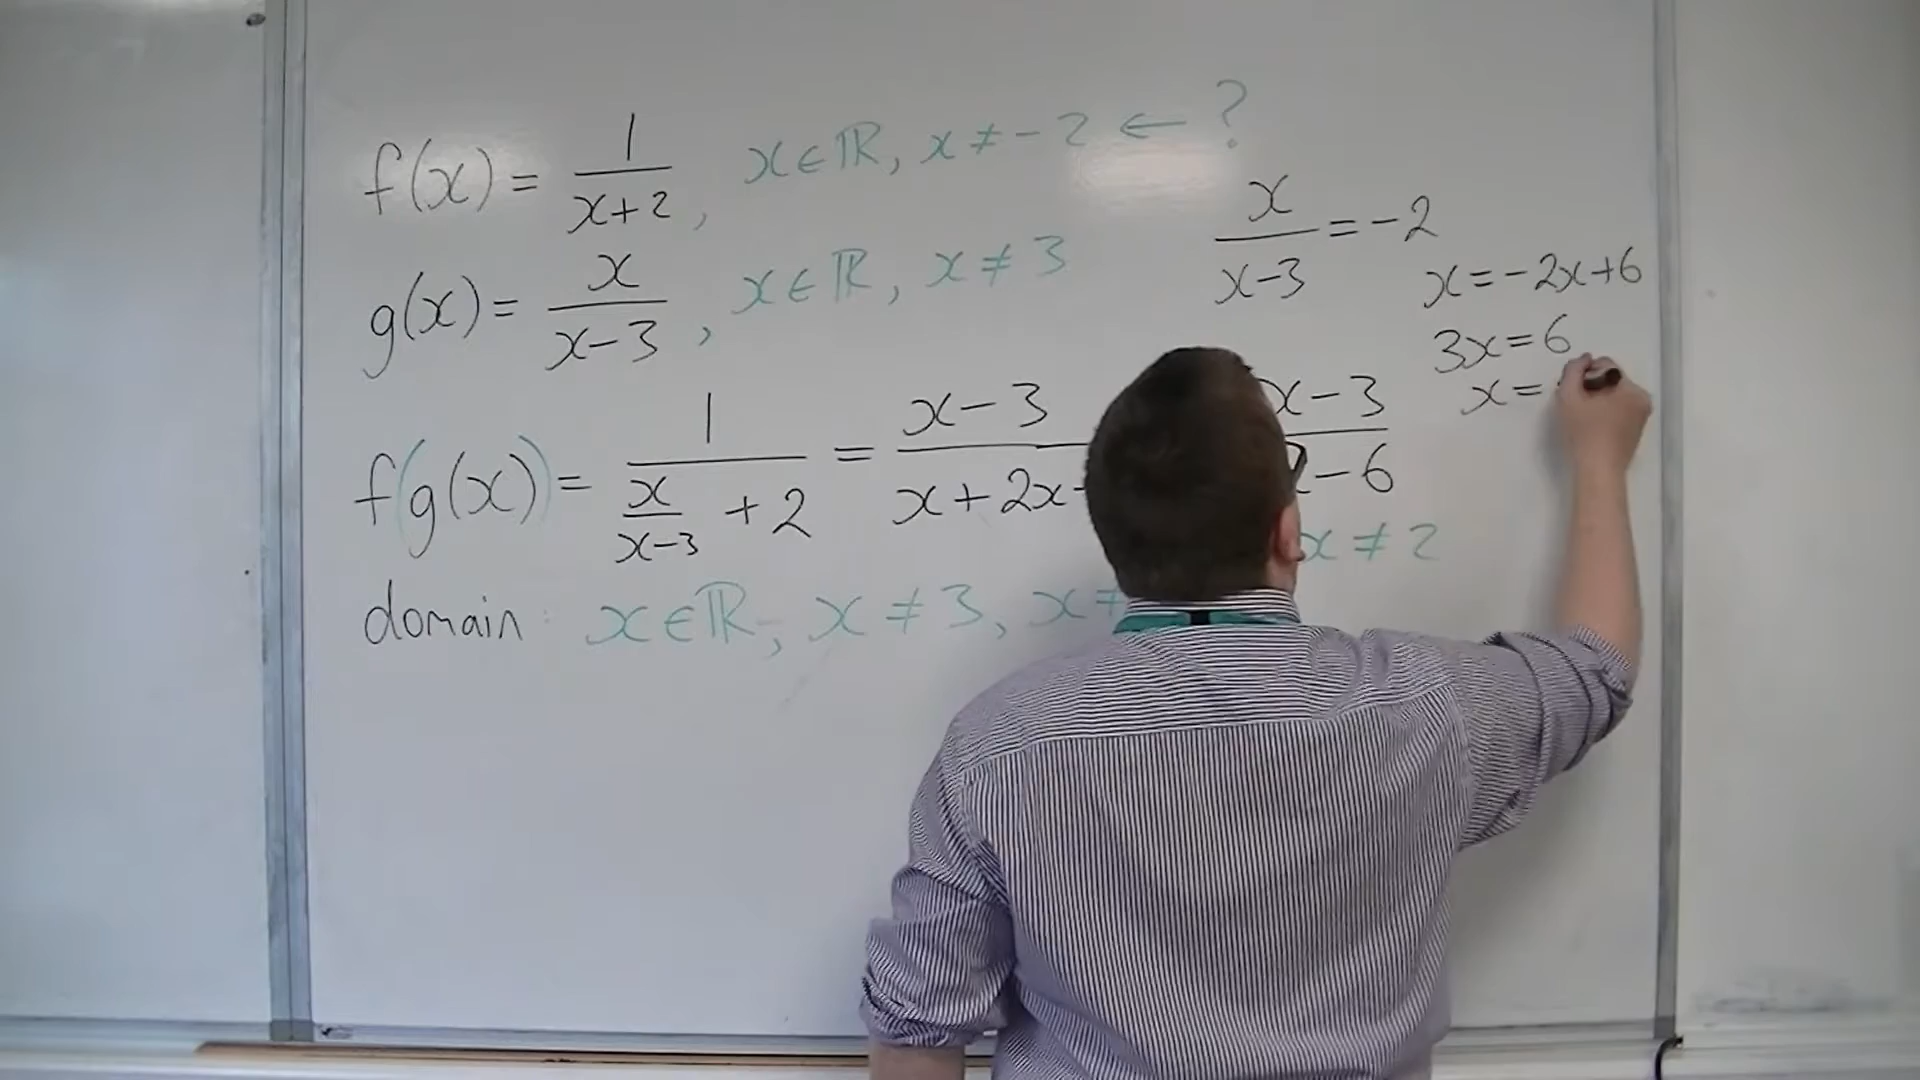 f(x) = 1/(x+2), x∈ℝ, x≠-2 ← ?
g(x) = x/(x-3), x∈ℝ, x≠3
x/(x-3) = -2
x=-2x+6
3x=6
x=
f(g(x)) = 1/(x/(x-3) + 2) = (x-3)/(x+2x- x-3/-6
x≠2
domain: x∈ℝ, x≠3, x≠